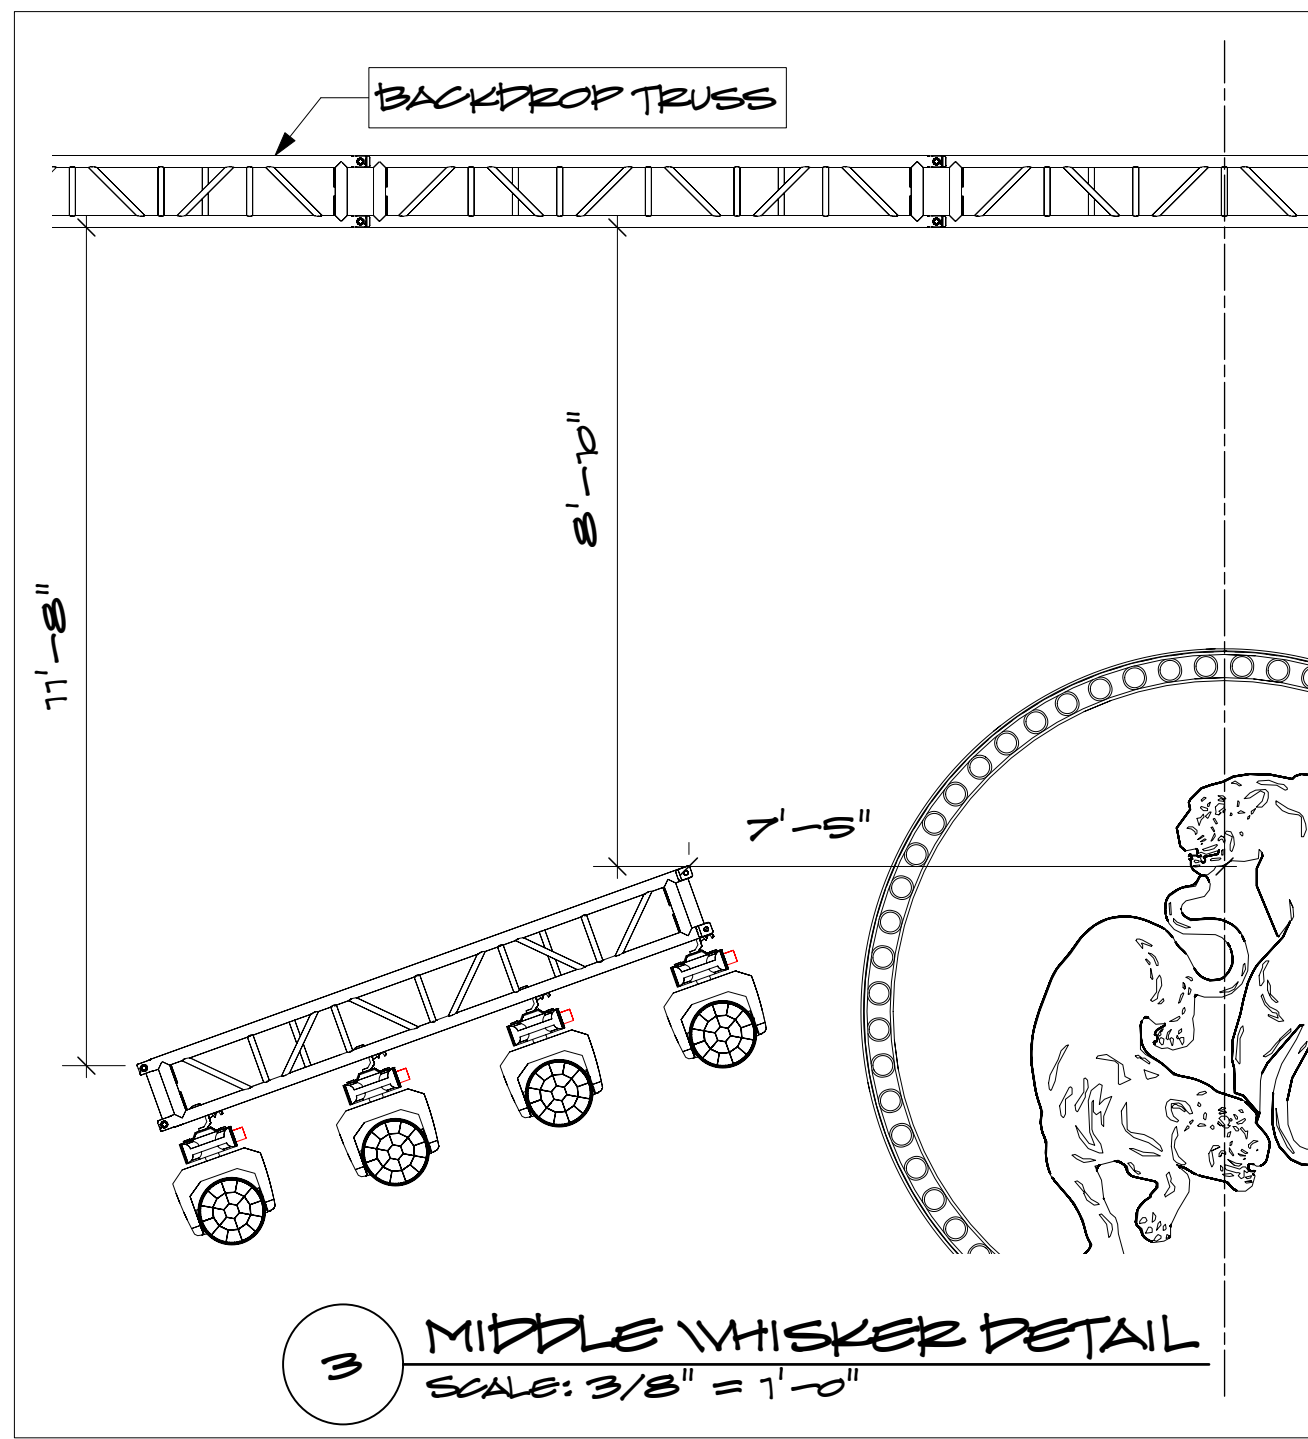 BACKDROP TRUSS
8'-10"
11'-8"
7'-5"
3
MIDDLE WHISKER DETAIL
SCALE: 3/8" = 1'-0"